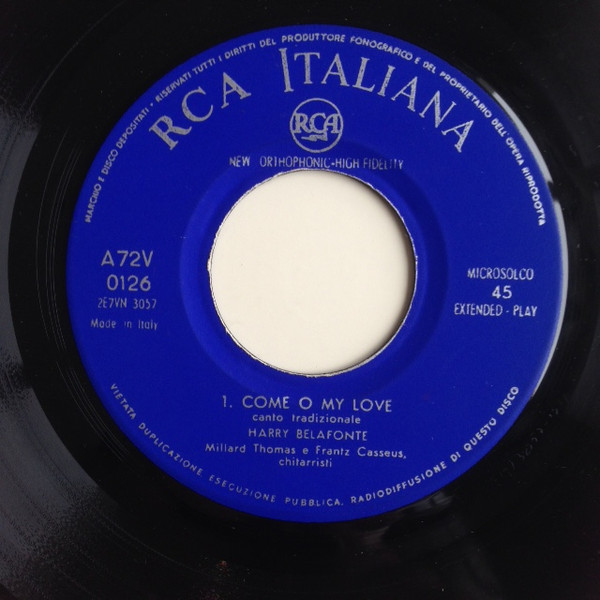 MARCHIO E DISCO DEPOSITATI • RISERVATI TUTTI I DIRITTI DEL PRODUTTORE FONOGRAFICO E DEL PROPRIETARIO DELL'OPERA RIPRODOTTA
RCA ITALIANA
RCA
NEW ORTHOPHONIC•HIGH FIDELITY
A72V
0126
2E7VN 3057
Made in Italy
MICROSOLCO
45
EXTENDED - PLAY
1. COME O MY LOVE
canto tradizionale
HARRY BELAFONTE
Millard Thomas e Frantz Casseus,
chitarristi
VIETATA DUPLICAZIONE ESECUZIONE PUBBLICA, RADIODIFFUSIONE DI QUESTO DISCO